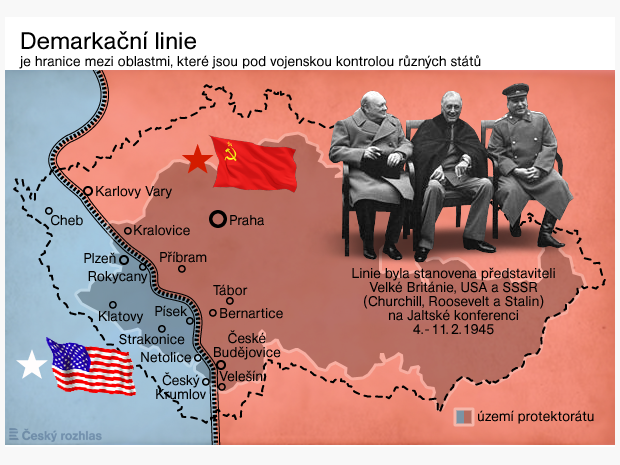 Demarkační linie
je hranice mezi oblastmi, které jsou pod vojenskou kontrolou různých států
Karlovy Vary
Cheb
Praha
Kralovice
Plzeň
Příbram
Rokycany
Tábor
Klatovy
Písek
Bernartice
Strakonice
České
Budějovice
Netolice
Velešín
Český
Krumlov
Linie byla stanovena představiteli
Velké Británie, USA a SSSR
(Churchill, Roosevelt a Stalin)
na Jaltské konferenci
4.-11.2.1945
území protektorátu
Český rozhlas